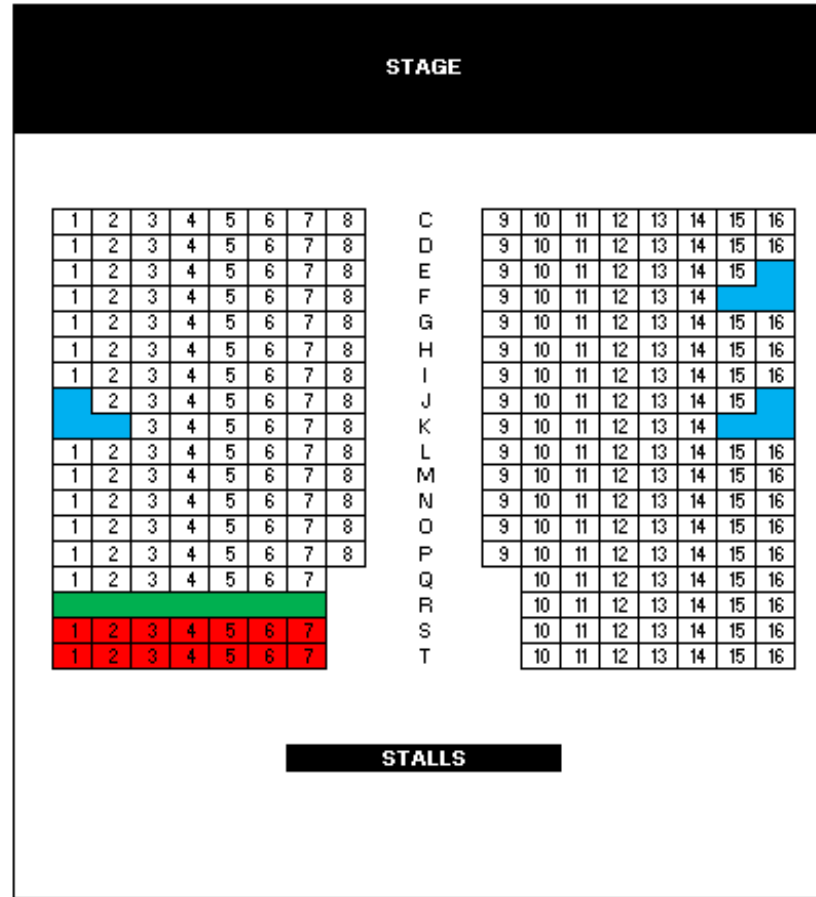 STAGE
1 2 3 4 5 6 7 8 C 9 10 11 12 13 14 15 16
1 2 3 4 5 6 7 8 D 9 10 11 12 13 14 15 16
1 2 3 4 5 6 7 8 E 9 10 11 12 13 14 15
1 2 3 4 5 6 7 8 F 9 10 11 12 13 14
1 2 3 4 5 6 7 8 G 9 10 11 12 13 14 15 16
1 2 3 4 5 6 7 8 H 9 10 11 12 13 14 15 16
1 2 3 4 5 6 7 8 I 9 10 11 12 13 14 15 16
2 3 4 5 6 7 8 J 9 10 11 12 13 14 15
3 4 5 6 7 8 K 9 10 11 12 13 14
1 2 3 4 5 6 7 8 L 9 10 11 12 13 14 15 16
1 2 3 4 5 6 7 8 M 9 10 11 12 13 14 15 16
1 2 3 4 5 6 7 8 N 9 10 11 12 13 14 15 16
1 2 3 4 5 6 7 8 O 9 10 11 12 13 14 15 16
1 2 3 4 5 6 7 8 P 9 10 11 12 13 14 15 16
1 2 3 4 5 6 7 Q 10 11 12 13 14 15 16
R 10 11 12 13 14 15 16
1 2 3 4 5 6 7 S 10 11 12 13 14 15 16
1 2 3 4 5 6 7 T 10 11 12 13 14 15 16
STALLS